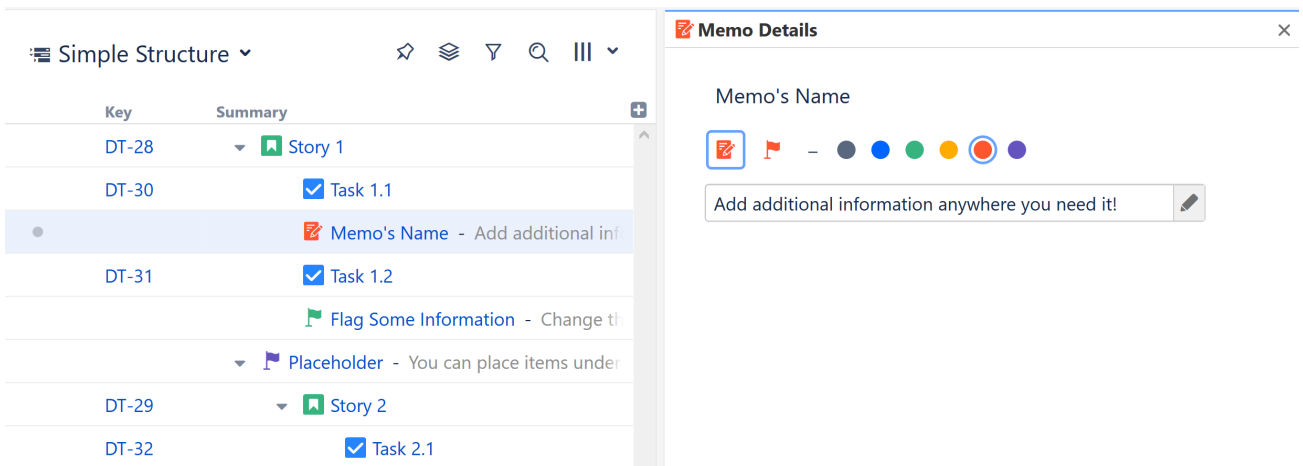 Simple Structure
Key Summary
DT-28 Story 1
DT-30 Task 1.1
Memo's Name - Add additional
DT-31 Task 1.2
Flag Some Information - Change
Placeholder - You can place items under
DT-29 Story 2
DT-32 Task 2.1
Memo Details
Memo's Name
Add additional information anywhere you need it!